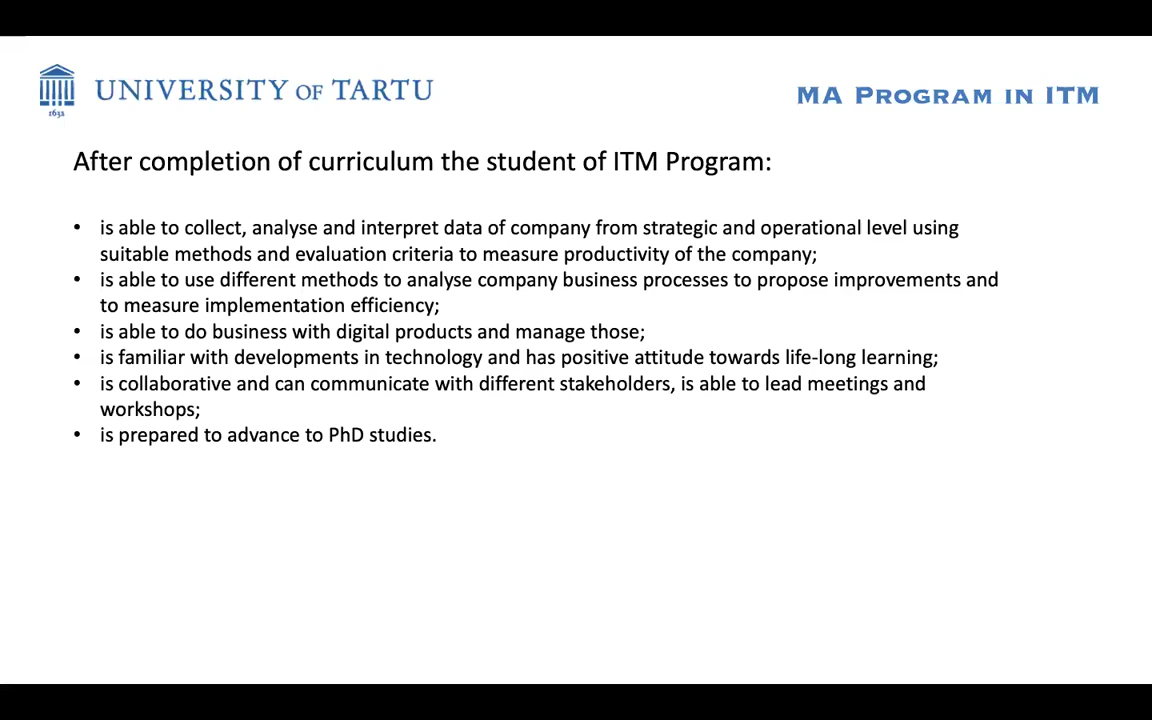 UNIVERSITY OF TARTU
1632
MA PROGRAM IN ITM
After completion of curriculum the student of ITM Program:
• is able to collect, analyse and interpret data of company from strategic and operational level using
suitable methods and evaluation criteria to measure productivity of the company;
• is able to use different methods to analyse company business processes to propose improvements and
to measure implementation efficiency;
• is able to do business with digital products and manage those;
• is familiar with developments in technology and has positive attitude towards life-long learning;
• is collaborative and can communicate with different stakeholders, is able to lead meetings and
workshops;
• is prepared to advance to PhD studies.